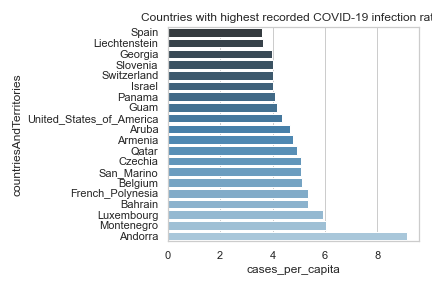 Countries with highest recorded COVID-19 infection rat
Spain
Liechtenstein
Georgia
Slovenia
Switzerland
Israel
Panama
Guam
United_States_of_America
Aruba
Armenia
Qatar
Czechia
San_Marino
Belgium
French_Polynesia
Bahrain
Luxembourg
Montenegro
Andorra
countriesAndTerritories
0 2 4 6 8
cases_per_capita